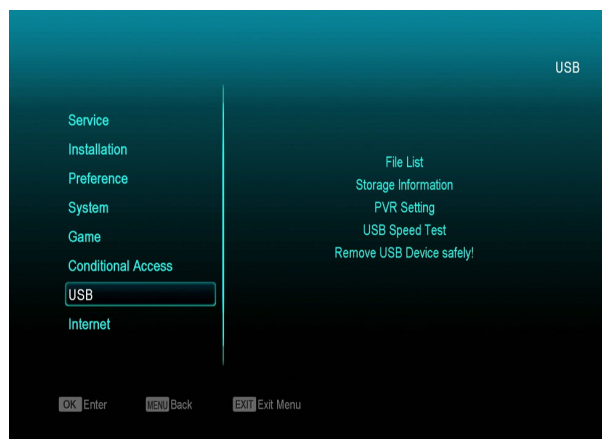 USB
Service
Installation
Preference
System
Game
Conditional Access
USB
Internet
File List
Storage Information
PVR Setting
USB Speed Test
Remove USB Device safely!
OK Enter MENU Back EXIT Exit Menu